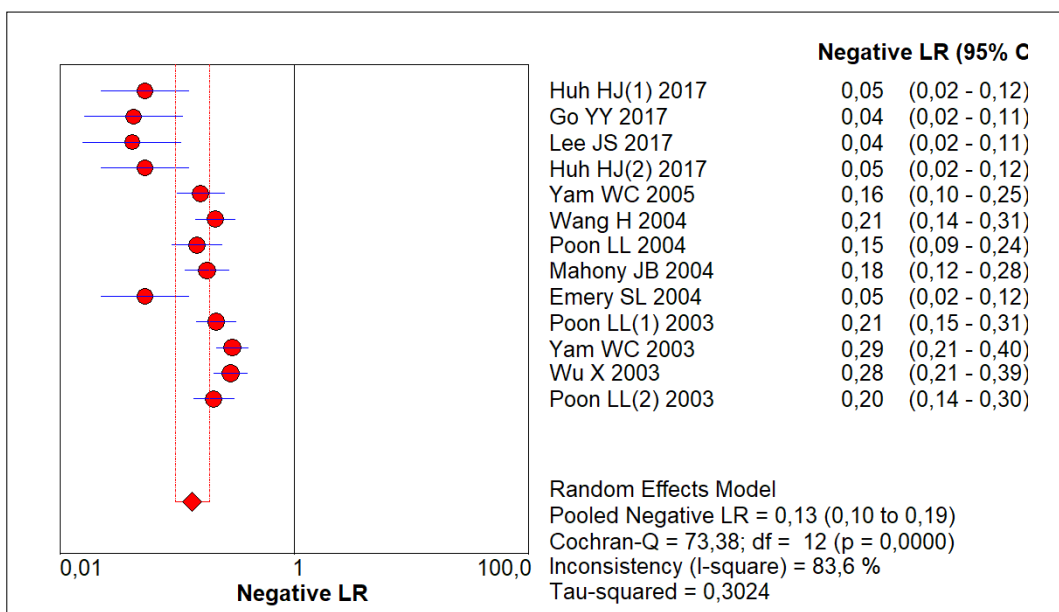 Negative LR (95% C
Huh HJ(1) 2017 0,05 (0,02 - 0,12)
Go YY 2017 0,04 (0,02 - 0,11)
Lee JS 2017 0,04 (0,02 - 0,11)
Huh HJ(2) 2017 0,05 (0,02 - 0,12)
Yam WC 2005 0,16 (0,10 - 0,25)
Wang H 2004 0,21 (0,14 - 0,31)
Poon LL 2004 0,15 (0,09 - 0,24)
Mahony JB 2004 0,18 (0,12 - 0,28)
Emery SL 2004 0,05 (0,02 - 0,12)
Poon LL(1) 2003 0,21 (0,15 - 0,31)
Yam WC 2003 0,29 (0,21 - 0,40)
Wu X 2003 0,28 (0,21 - 0,39)
Poon LL(2) 2003 0,20 (0,14 - 0,30)
Random Effects Model
Pooled Negative LR = 0,13 (0,10 to 0,19)
Cochran-Q = 73,38; df = 12 (p = 0,0000)
Inconsistency (I-square) = 83,6 %
Tau-squared = 0,3024
0,01 1 100,0
Negative LR